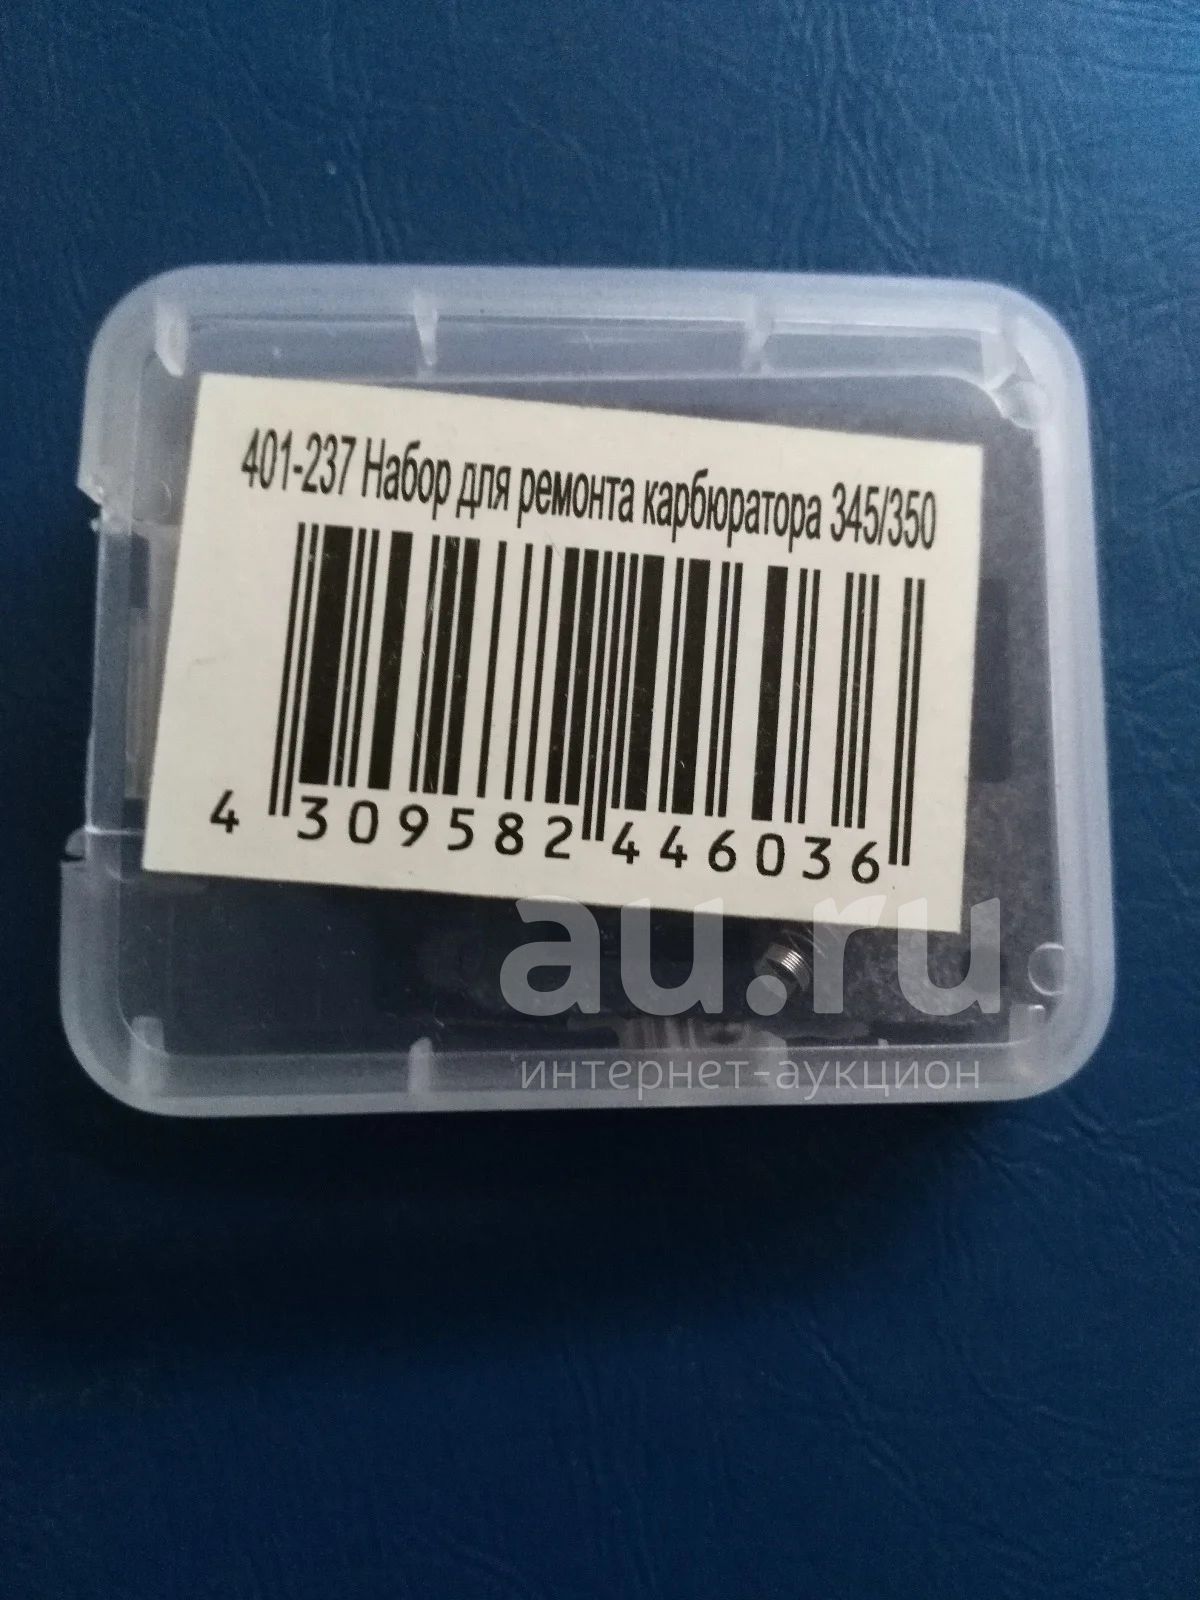 401-237 Набор для ремонта карбюратора 345/350
4 309582 446036
au.ru
интернет-аукцион